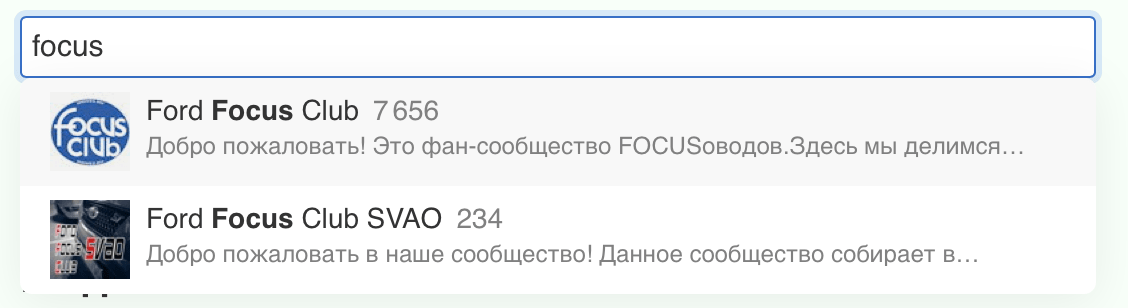 focus
focus club
Ford Focus Club 7 656
Добро пожаловать! Это фан-сообщество FOCUSоводов.Здесь мы делимся…
Ford Focus Club SVAO 234
Ford
Focus SVAO
Club
Добро пожаловать в наше сообщество! Данное сообщество собирает в…